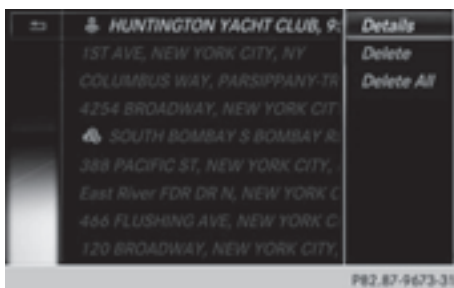 HUNTINGTON YACHT CLUB, 9
1ST AVE, NEW YORK CITY, NY
COLUMBUS WAY, PARSIPPANY-TR
4254 BROADWAY, NEW YORK CIT
SOUTH BOMBAY S BOMBAY R
388 PACIFIC ST, NEW YORK CITY,
East River FDR DR N, NEW YORK C
466 FLUSHING AVE, NEW YORK C
120 BROADWAY, NEW YORK CITY,
Details
Delete
Delete All
P82.87-9673-31